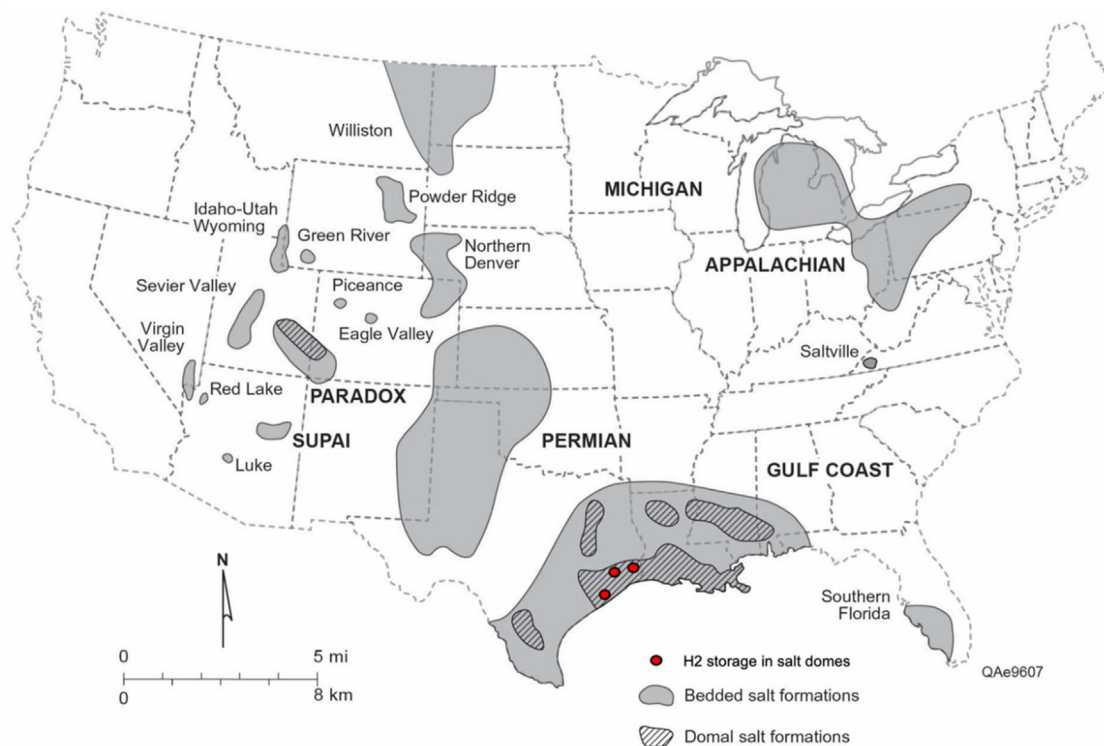 Williston
MICHIGAN
Powder Ridge
Idaho-Utah
Wyoming
Green River
Northern
Denver
APPALACHIAN
Sevier Valley
Piceance
Eagle Valley
Virgin
Valley
Saltville
Red Lake
PARADOX
SUPAI
PERMIAN
Luke
GULF COAST
N
Southern
Florida
0 5 mi
0 8 km
H2 storage in salt domes
QAe9607
Bedded salt formations
Domal salt formations